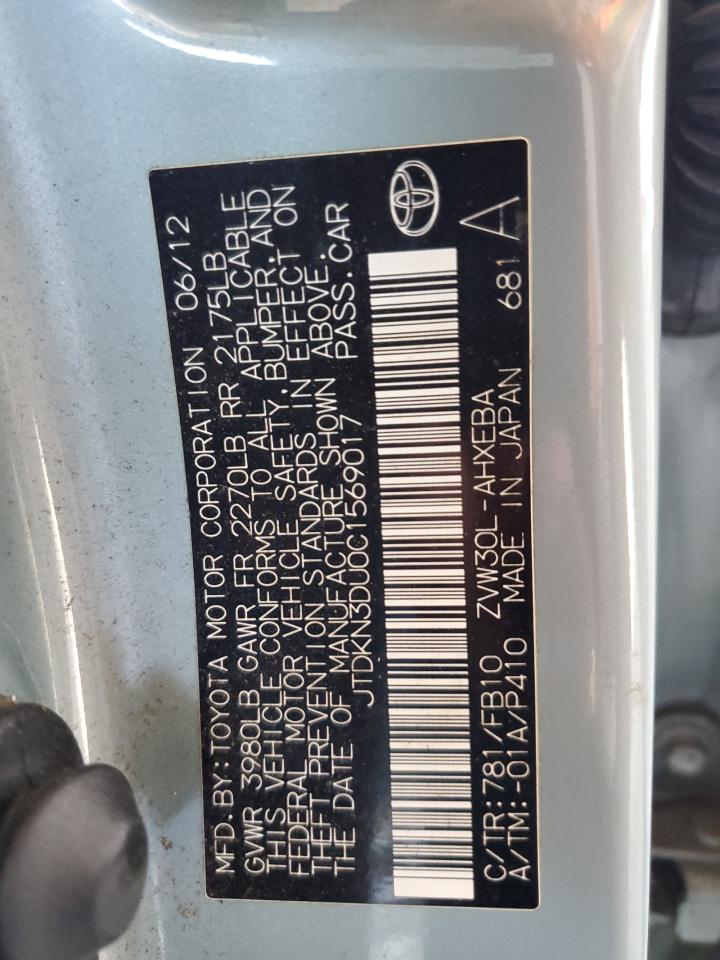 MFD.BY:TOYOTA MOTOR CORPORATION 06/12
GVWR 3980LB GAWR FR 2270LB RR 2175LB
THIS VEHICLE CONFORMS TO ALL APPLICABLE
FEDERAL MOTOR VEHICLE SAFETY,BUMPER,AND
THEFT PREVENTION STANDARDS IN EFFECT ON
THE DATE OF MANUFACTURE SHOWN ABOVE.
JTDKN3DU0C1569017 PASS.CAR
C/TR:781/FB10 ZVW30L-AHXEBA
A/TM:-01A/P410 MADE IN JAPAN 681 A